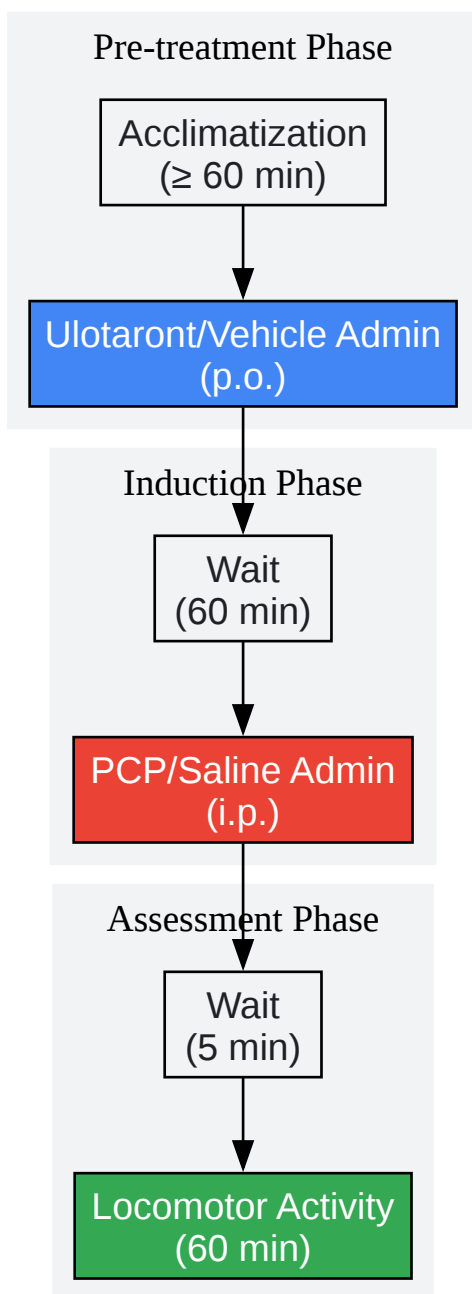 Pre-treatment Phase
Acclimatization
(≥ 60 min)
Ulotaront/Vehicle Admin
(p.o.)
Induction Phase
Wait
(60 min)
PCP/Saline Admin
(i.p.)
Assessment Phase
Wait
(5 min)
Locomotor Activity
(60 min)